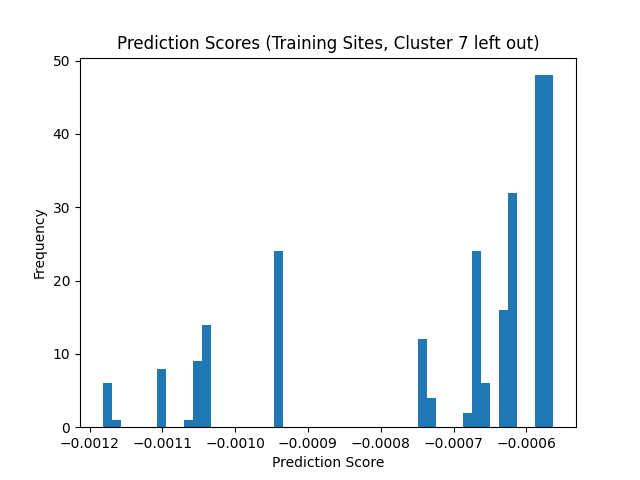 Prediction Scores (Training Sites, Cluster 7 left out)
50
40
30
20
10
0
Frequency
−0.0012 −0.0011 −0.0010 −0.0009 −0.0008 −0.0007 −0.0006
Prediction Score